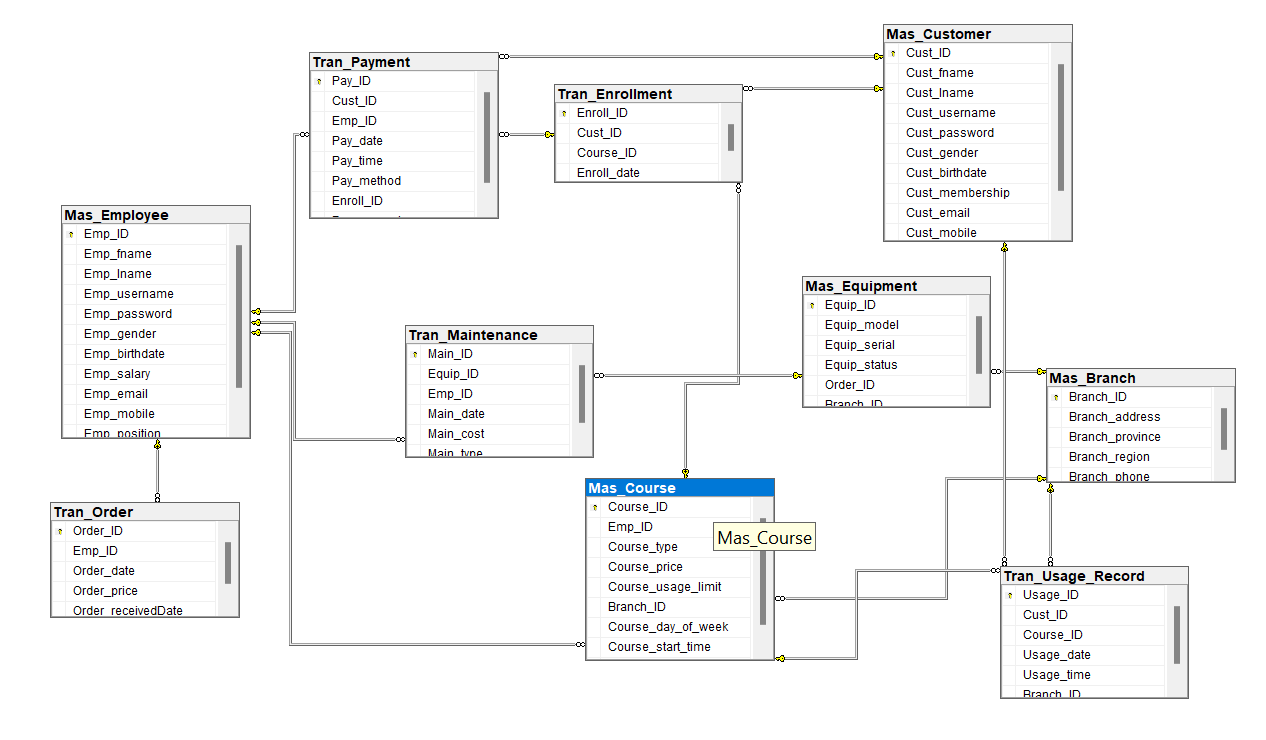 Mas_Customer
Cust_ID
Cust_fname
Cust_lname
Cust_username
Cust_password
Cust_gender
Cust_birthdate
Cust_membership
Cust_email
Cust_mobile
Tran_Payment
Pay_ID
Cust_ID
Emp_ID
Pay_date
Pay_time
Pay_method
Enroll_ID
Tran_Enrollment
Enroll_ID
Cust_ID
Course_ID
Enroll_date
Mas_Employee
Emp_ID
Emp_fname
Emp_lname
Emp_username
Emp_password
Emp_gender
Emp_birthdate
Emp_salary
Emp_email
Emp_mobile
Emp_position
Mas_Equipment
Equip_ID
Equip_model
Equip_serial
Equip_status
Order_ID
Branch_ID
Tran_Maintenance
Main_ID
Equip_ID
Emp_ID
Main_date
Main_cost
Main_type
Mas_Branch
Branch_ID
Branch_address
Branch_province
Branch_region
Branch_phone
Mas_Course
Course_ID
Emp_ID
Course_type
Course_price
Course_usage_limit
Branch_ID
Course_day_of_week
Course_start_time
Mas_Course
Tran_Order
Order_ID
Emp_ID
Order_date
Order_price
Order_receivedDate
Tran_Usage_Record
Usage_ID
Cust_ID
Course_ID
Usage_date
Usage_time
Branch_ID